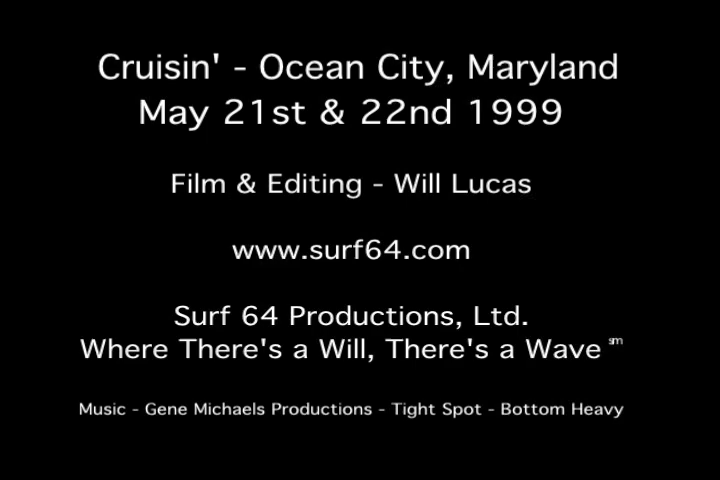 Cruisin' - Ocean City, Maryland
May 21st & 22nd 1999
Film & Editing - Will Lucas
www.surf64.com
Surf 64 Productions, Ltd.
Where There's a Will, There's a Wave ℠
Music - Gene Michaels Productions - Tight Spot - Bottom Heavy